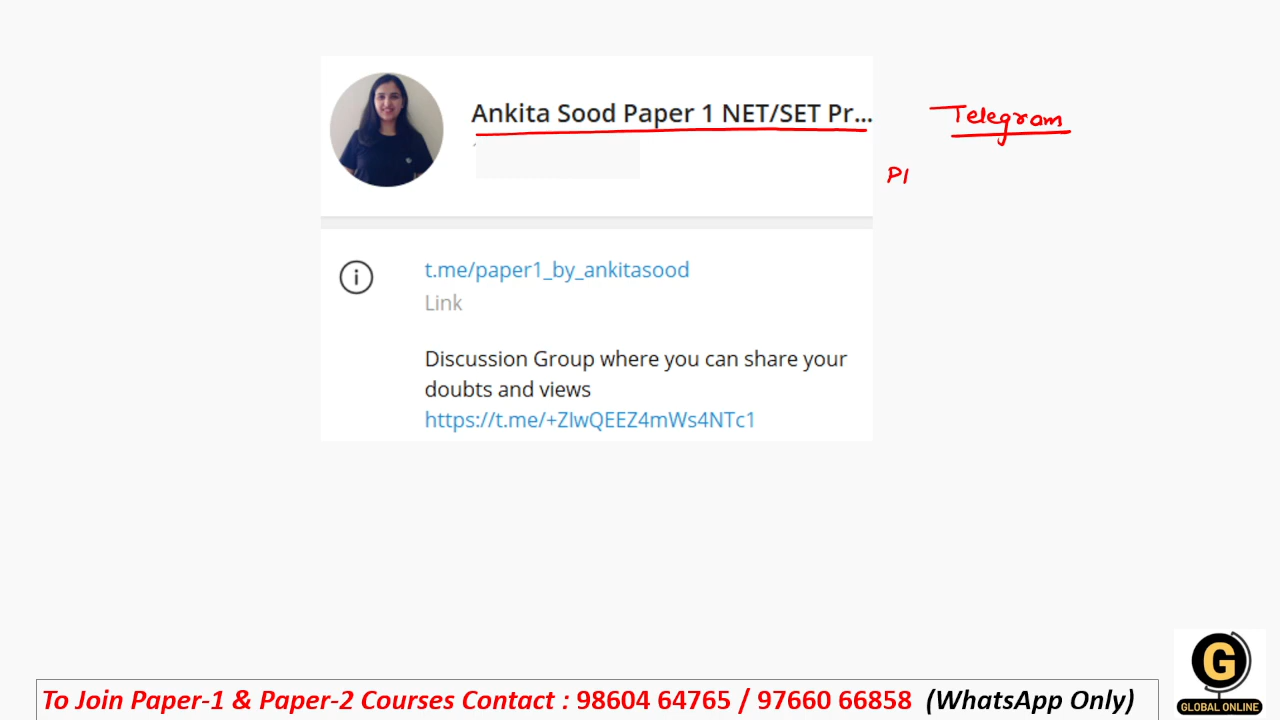 Ankita Sood Paper 1 NET/SET Pr...
Telegram
P1
t.me/paper1_by_ankitasood
Link
Discussion Group where you can share your
doubts and views
https://t.me/+ZIwQEEZ4mWs4NTc1
To Join Paper-1 & Paper-2 Courses Contact : 98604 64765 / 97660 66858 (WhatsApp Only)
G
GLOBAL ONLINE